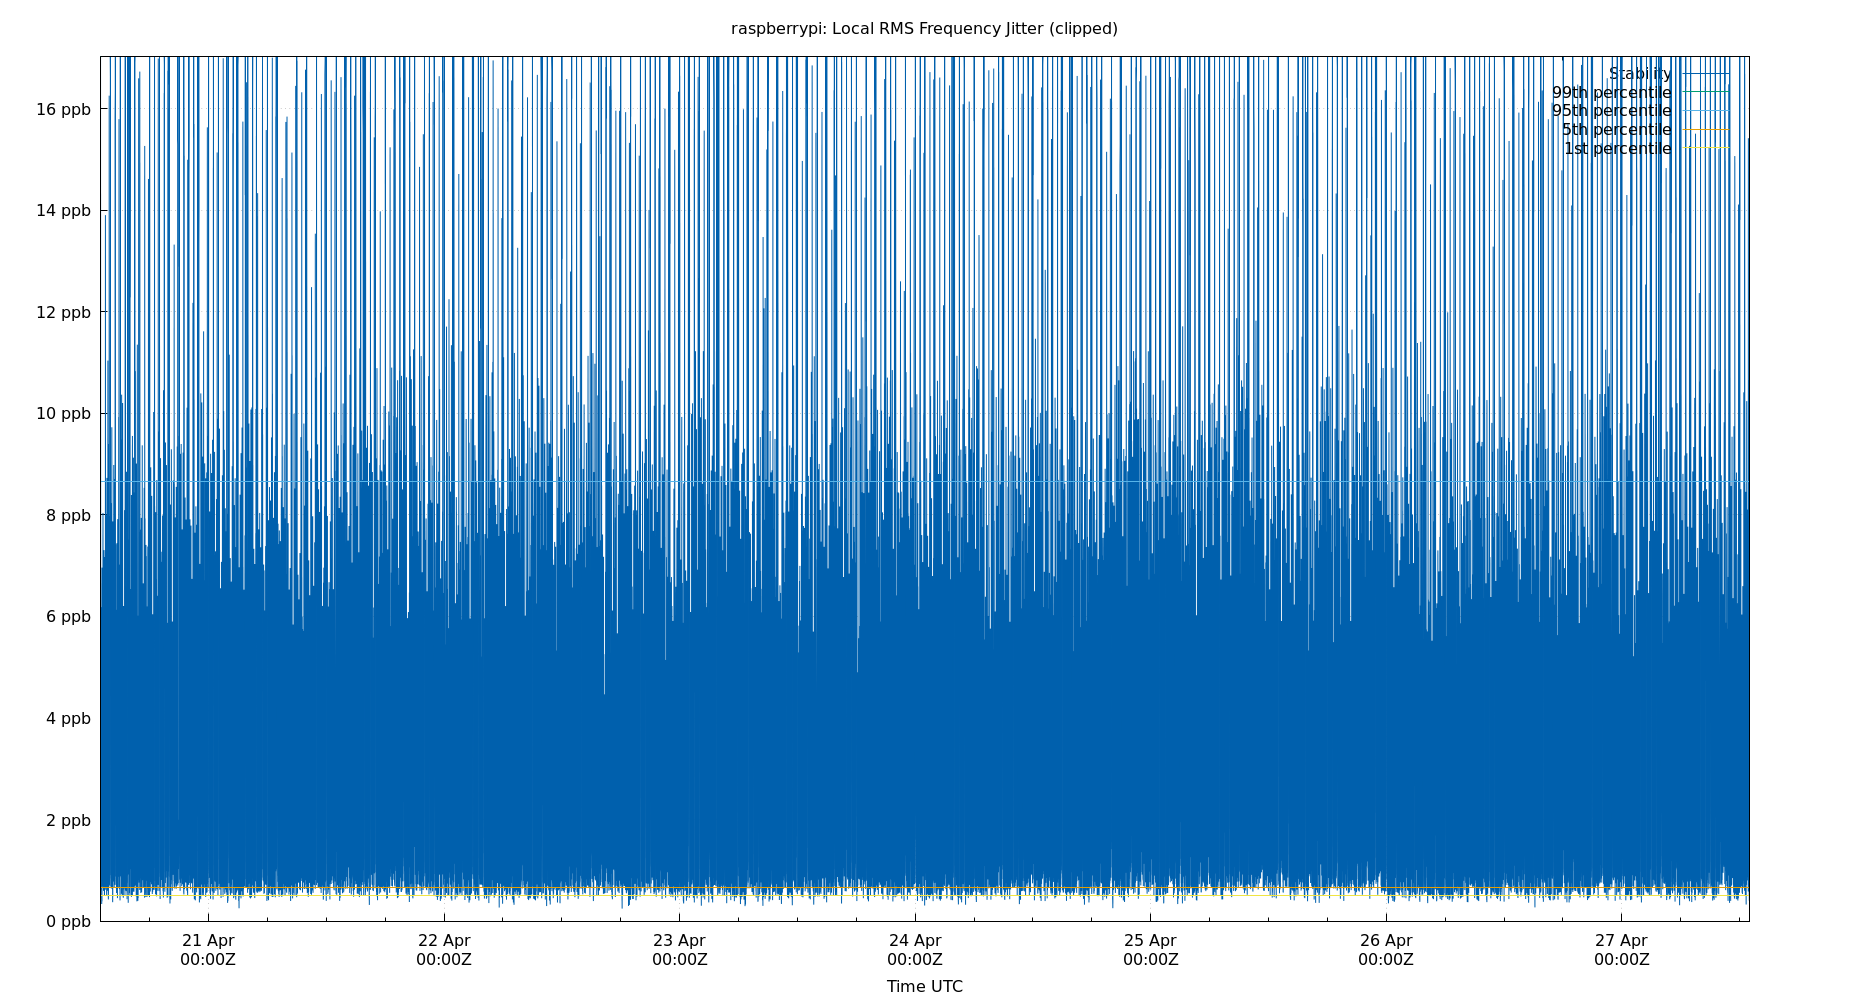 raspberrypi: Local RMS Frequency Jitter (clipped)
Stability
99th percentile
95th percentile
5th percentile
1st percentile
16 ppb
14 ppb
12 ppb
10 ppb
8 ppb
6 ppb
4 ppb
2 ppb
0 ppb
21 Apr 22 Apr 23 Apr 24 Apr 25 Apr 26 Apr 27 Apr
00:00Z 00:00Z 00:00Z 00:00Z 00:00Z 00:00Z 00:00Z
Time UTC